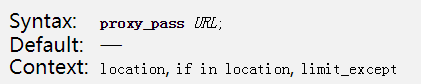 Syntax: proxy_pass URL;
Default: —
Context: location, if in location, limit_except